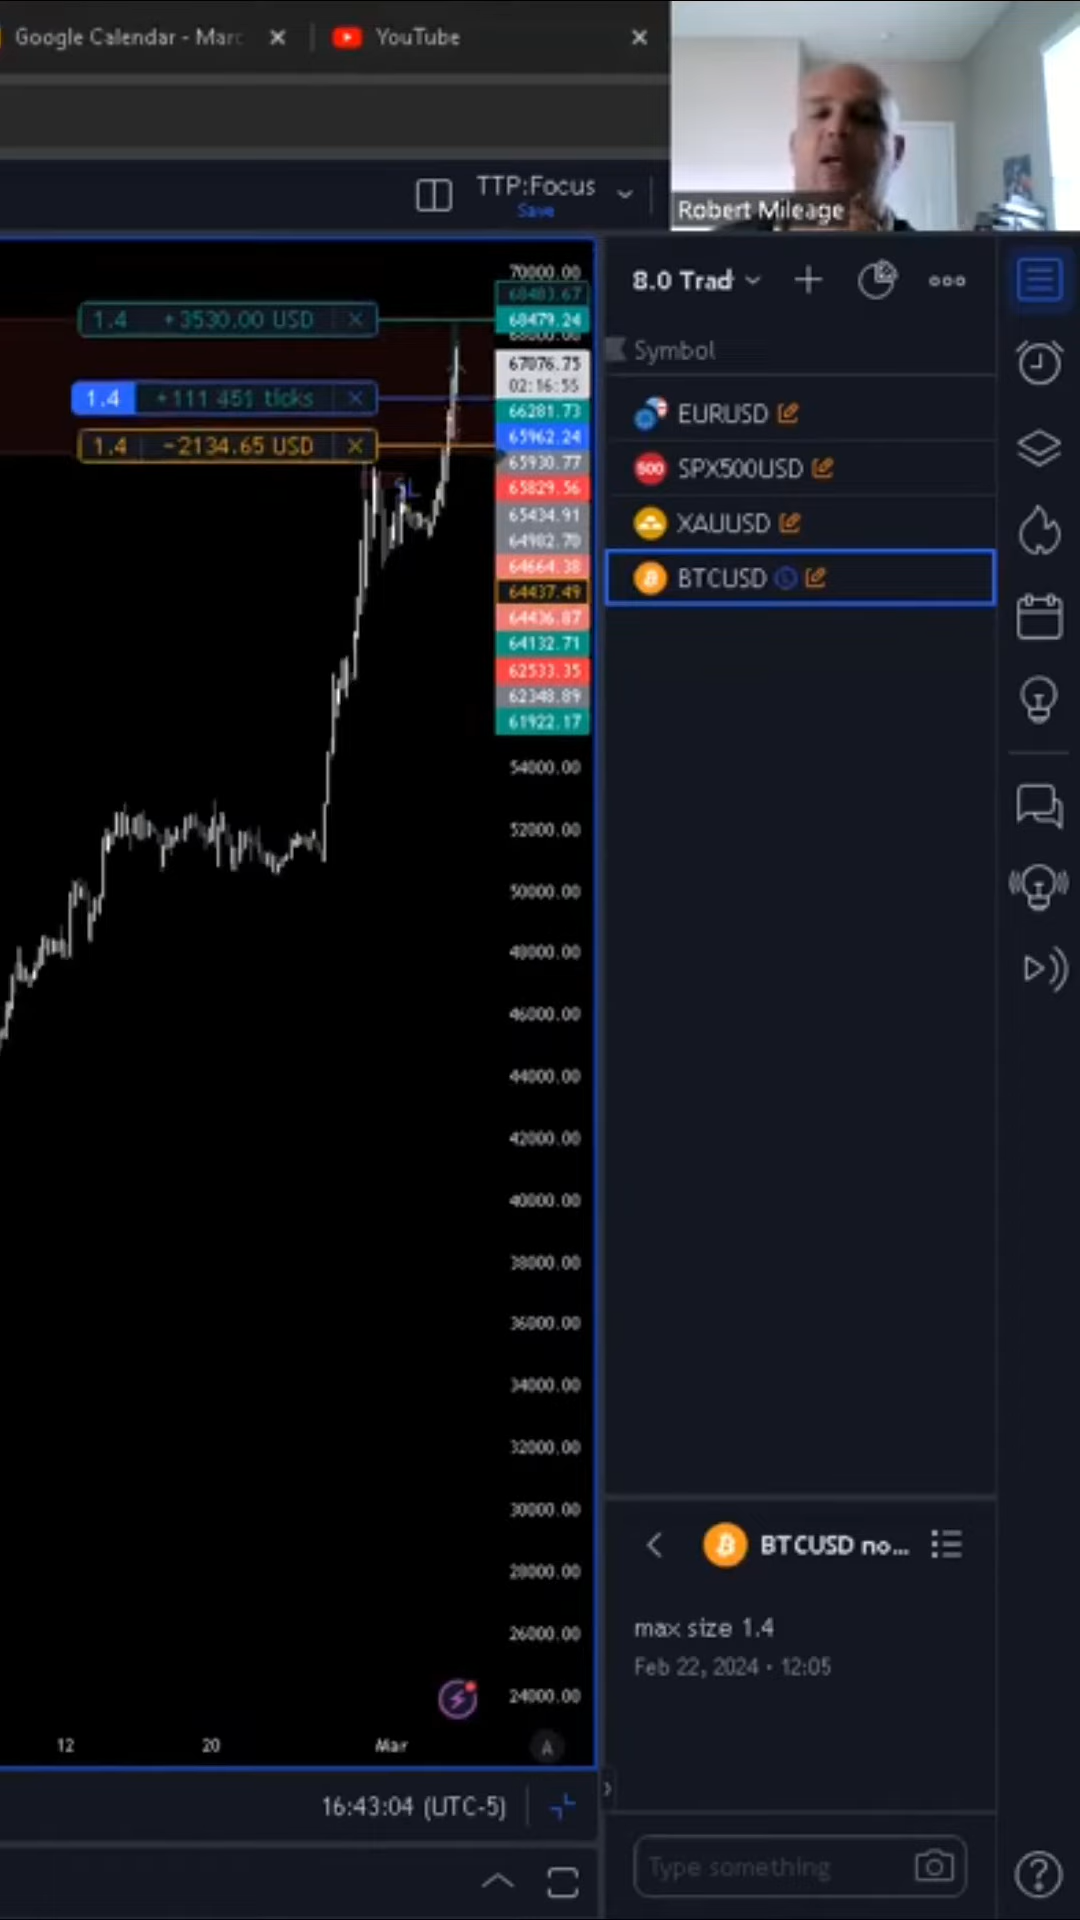 Google Calendar - Marc
YouTube
TTP:Focus
Save
Robert Mileage
8.0 Trad
Symbol
EURUSD
500 SPX500USD
XAUUSD
BTCUSD
1.4 +3530.00 USD
1.4 +111 451 ticks
1.4 -2134.65 USD
SL
70000.00
68483.67
68479.24
68000.00
67076.75
02:16:55
66281.73
65962.24
65930.77
65829.56
65434.91
64982.70
64664.38
64437.49
64436.87
64132.71
62533.35
62348.89
61922.17
54000.00
52000.00
50000.00
48000.00
46000.00
44000.00
42000.00
40000.00
38000.00
36000.00
34000.00
32000.00
30000.00
28000.00
26000.00
24000.00
12 20 Mar A
16:43:04 (UTC-5)
BTCUSD no...
max size 1.4
Feb 22, 2024 • 12:05
Type something